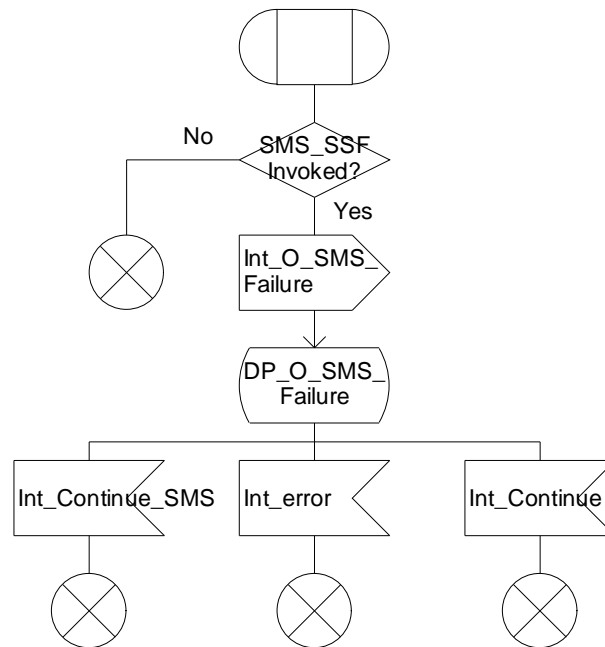 SMS_SSF
Invoked?
No
Yes
Int_O_SMS_
Failure
DP_O_SMS_
Failure
Int_Continue_SMS
Int_error
Int_Continue